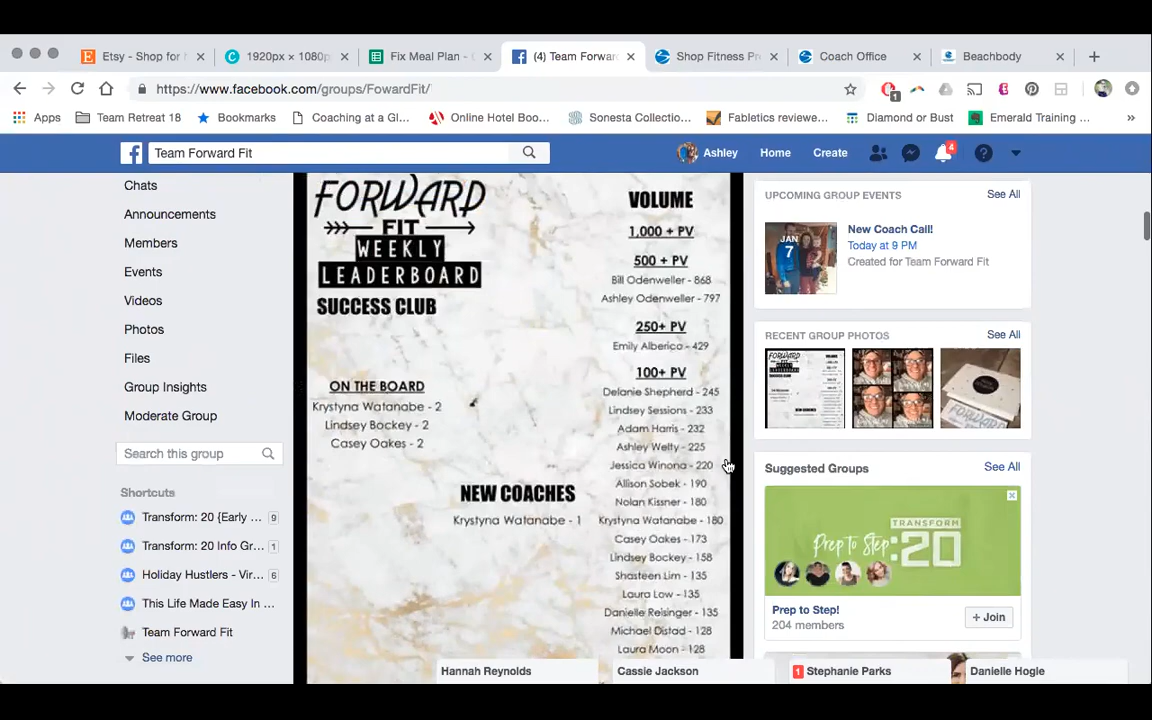 Etsy - Shop for h
1920px × 1080p
Fix Meal Plan - G
(4) Team Forward
Shop Fitness Pr
Coach Office
Beachbody
https://www.facebook.com/groups/FowardFit/
1
Apps
Team Retreat 18
Bookmarks
Coaching at a Gl...
Online Hotel Boo...
Sonesta Collectio...
Fabletics reviewe...
Diamond or Bust
Emerald Training ...
Team Forward Fit
Ashley
Home
Create
4
Chats
Announcements
Members
Events
Videos
Photos
Files
Group Insights
Moderate Group
Search this group
Shortcuts
Transform: 20 {Early ... 9
Transform: 20 Info Gr... 1
Holiday Hustlers - Vir... 6
This Life Made Easy In ...
Team Forward Fit
See more
FORWARD
FIT
WEEKLY
LEADERBOARD
SUCCESS CLUB
ON THE BOARD
Krystyna Watanabe - 2
Lindsey Bockey - 2
Casey Oakes - 2
NEW COACHES
Krystyna Watanabe - 1
VOLUME
1,000 + PV
500 + PV
Bill Odenweller - 868
Ashley Odenweller - 797
250+ PV
Emily Alberico - 429
100+ PV
Delanie Shepherd - 245
Lindsey Sessions - 233
Adam Harris - 232
Ashley Welty - 225
Jessica Winona - 220
Allison Sobek - 190
Nolan Kissner - 180
Krystyna Watanabe - 180
Casey Oakes - 173
Lindsey Bockey - 158
Shasteen Lim - 135
Laura Low - 135
Danielle Reisinger - 135
Michael Distad - 128
Laura Moon - 128
UPCOMING GROUP EVENTS
See All
JAN
7
New Coach Call!
Today at 9 PM
Created for Team Forward Fit
RECENT GROUP PHOTOS
See All
Suggested Groups
See All
TRANSFORM
:20
Prep to Step
Prep to Step!
204 members
+ Join
Hannah Reynolds
Cassie Jackson
1 Stephanie Parks
Danielle Hogle